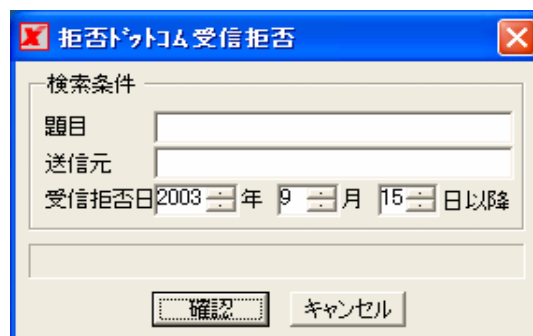 拒否ﾄﾞｯﾄｺﾑ受信拒否
検索条件
題目
送信元
受信拒否日2003年 9月 15日以降
確認 キャンセル